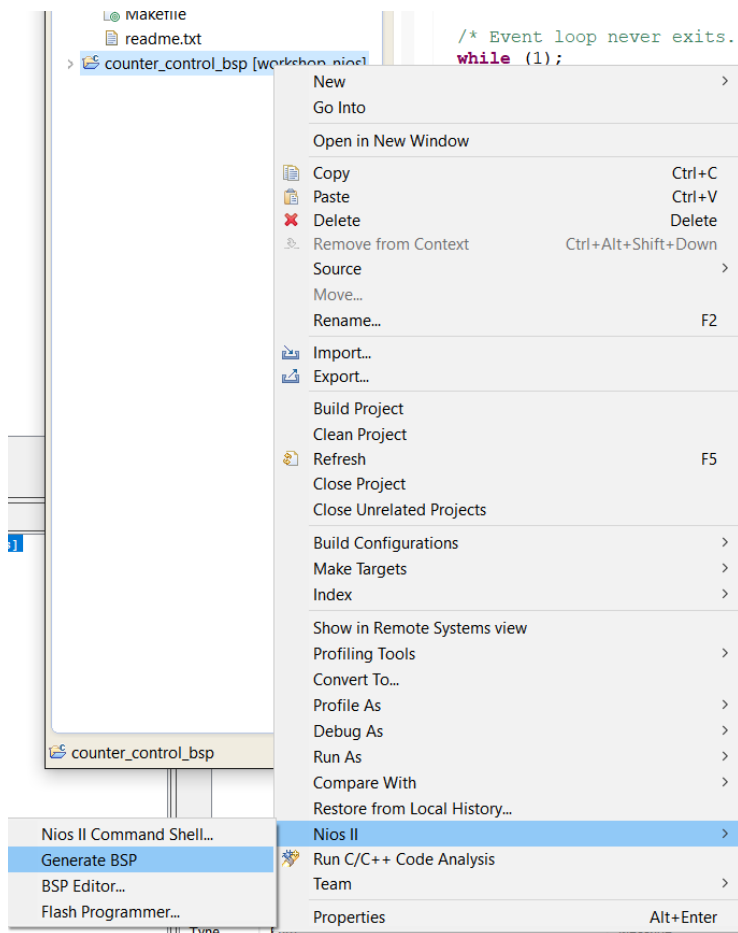 Makefile
readme.txt
counter_control_bsp [workshop_nios]
/* Event loop never exits.
while (1);
New
Go Into
Open in New Window
Copy Ctrl+C
Paste Ctrl+V
Delete Delete
Remove from Context Ctrl+Alt+Shift+Down
Source
Move...
Rename... F2
Import...
Export...
Build Project
Clean Project
Refresh F5
Close Project
Close Unrelated Projects
s]
Build Configurations
Make Targets
Index
Show in Remote Systems view
Profiling Tools
Convert To...
Profile As
Debug As
counter_control_bsp
Run As
Compare With
Restore from Local History...
Nios II
Run C/C++ Code Analysis
Team
Properties Alt+Enter
Nios II Command Shell...
Generate BSP
BSP Editor...
Flash Programmer...
Type